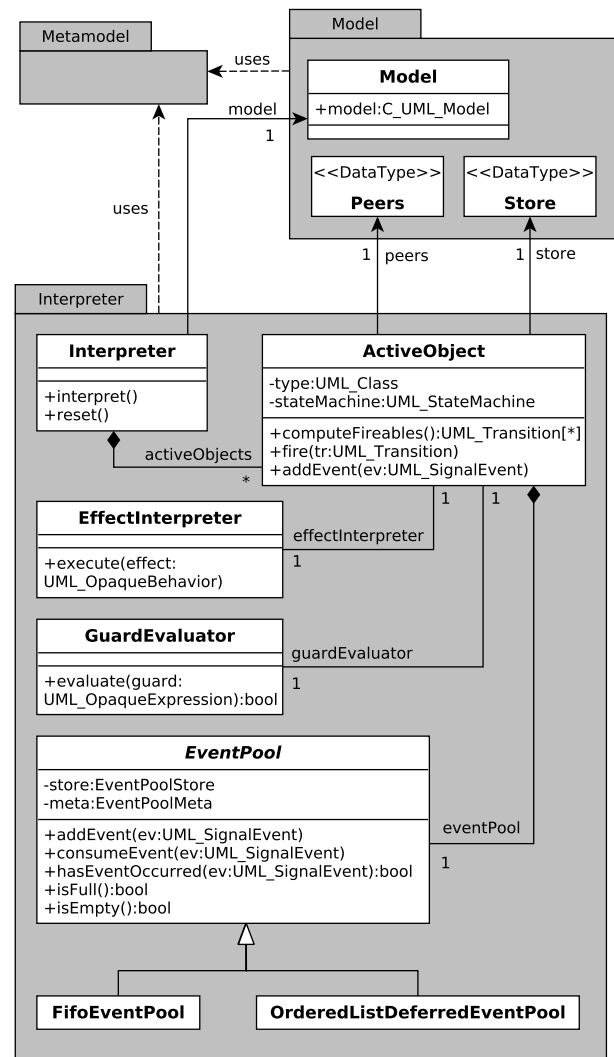 Metamodel
Model
uses
Model
+model:C_UML_Model
model
1
<<DataType>>
Peers
<<DataType>>
Store
uses
1
peers
1
store
Interpreter
Interpreter
+interpret()
+reset()
ActiveObject
-type:UML_Class
-stateMachine:UML_StateMachine
+computeFireables():UML_Transition[*]
+fire(tr:UML_Transition)
+addEvent(ev:UML_SignalEvent)
activeObjects
*
1
1
EffectInterpreter
+execute(effect:
UML_OpaqueBehavior)
effectInterpreter
1
GuardEvaluator
+evaluate(guard:
UML_OpaqueExpression):bool
guardEvaluator
1
EventPool
-store:EventPoolStore
-meta:EventPoolMeta
+addEvent(ev:UML_SignalEvent)
+consumeEvent(ev:UML_SignalEvent)
+hasEventOccurred(ev:UML_SignalEvent):bool
+isFull():bool
+isEmpty():bool
eventPool
1
FifoEventPool
OrderedListDeferredEventPool